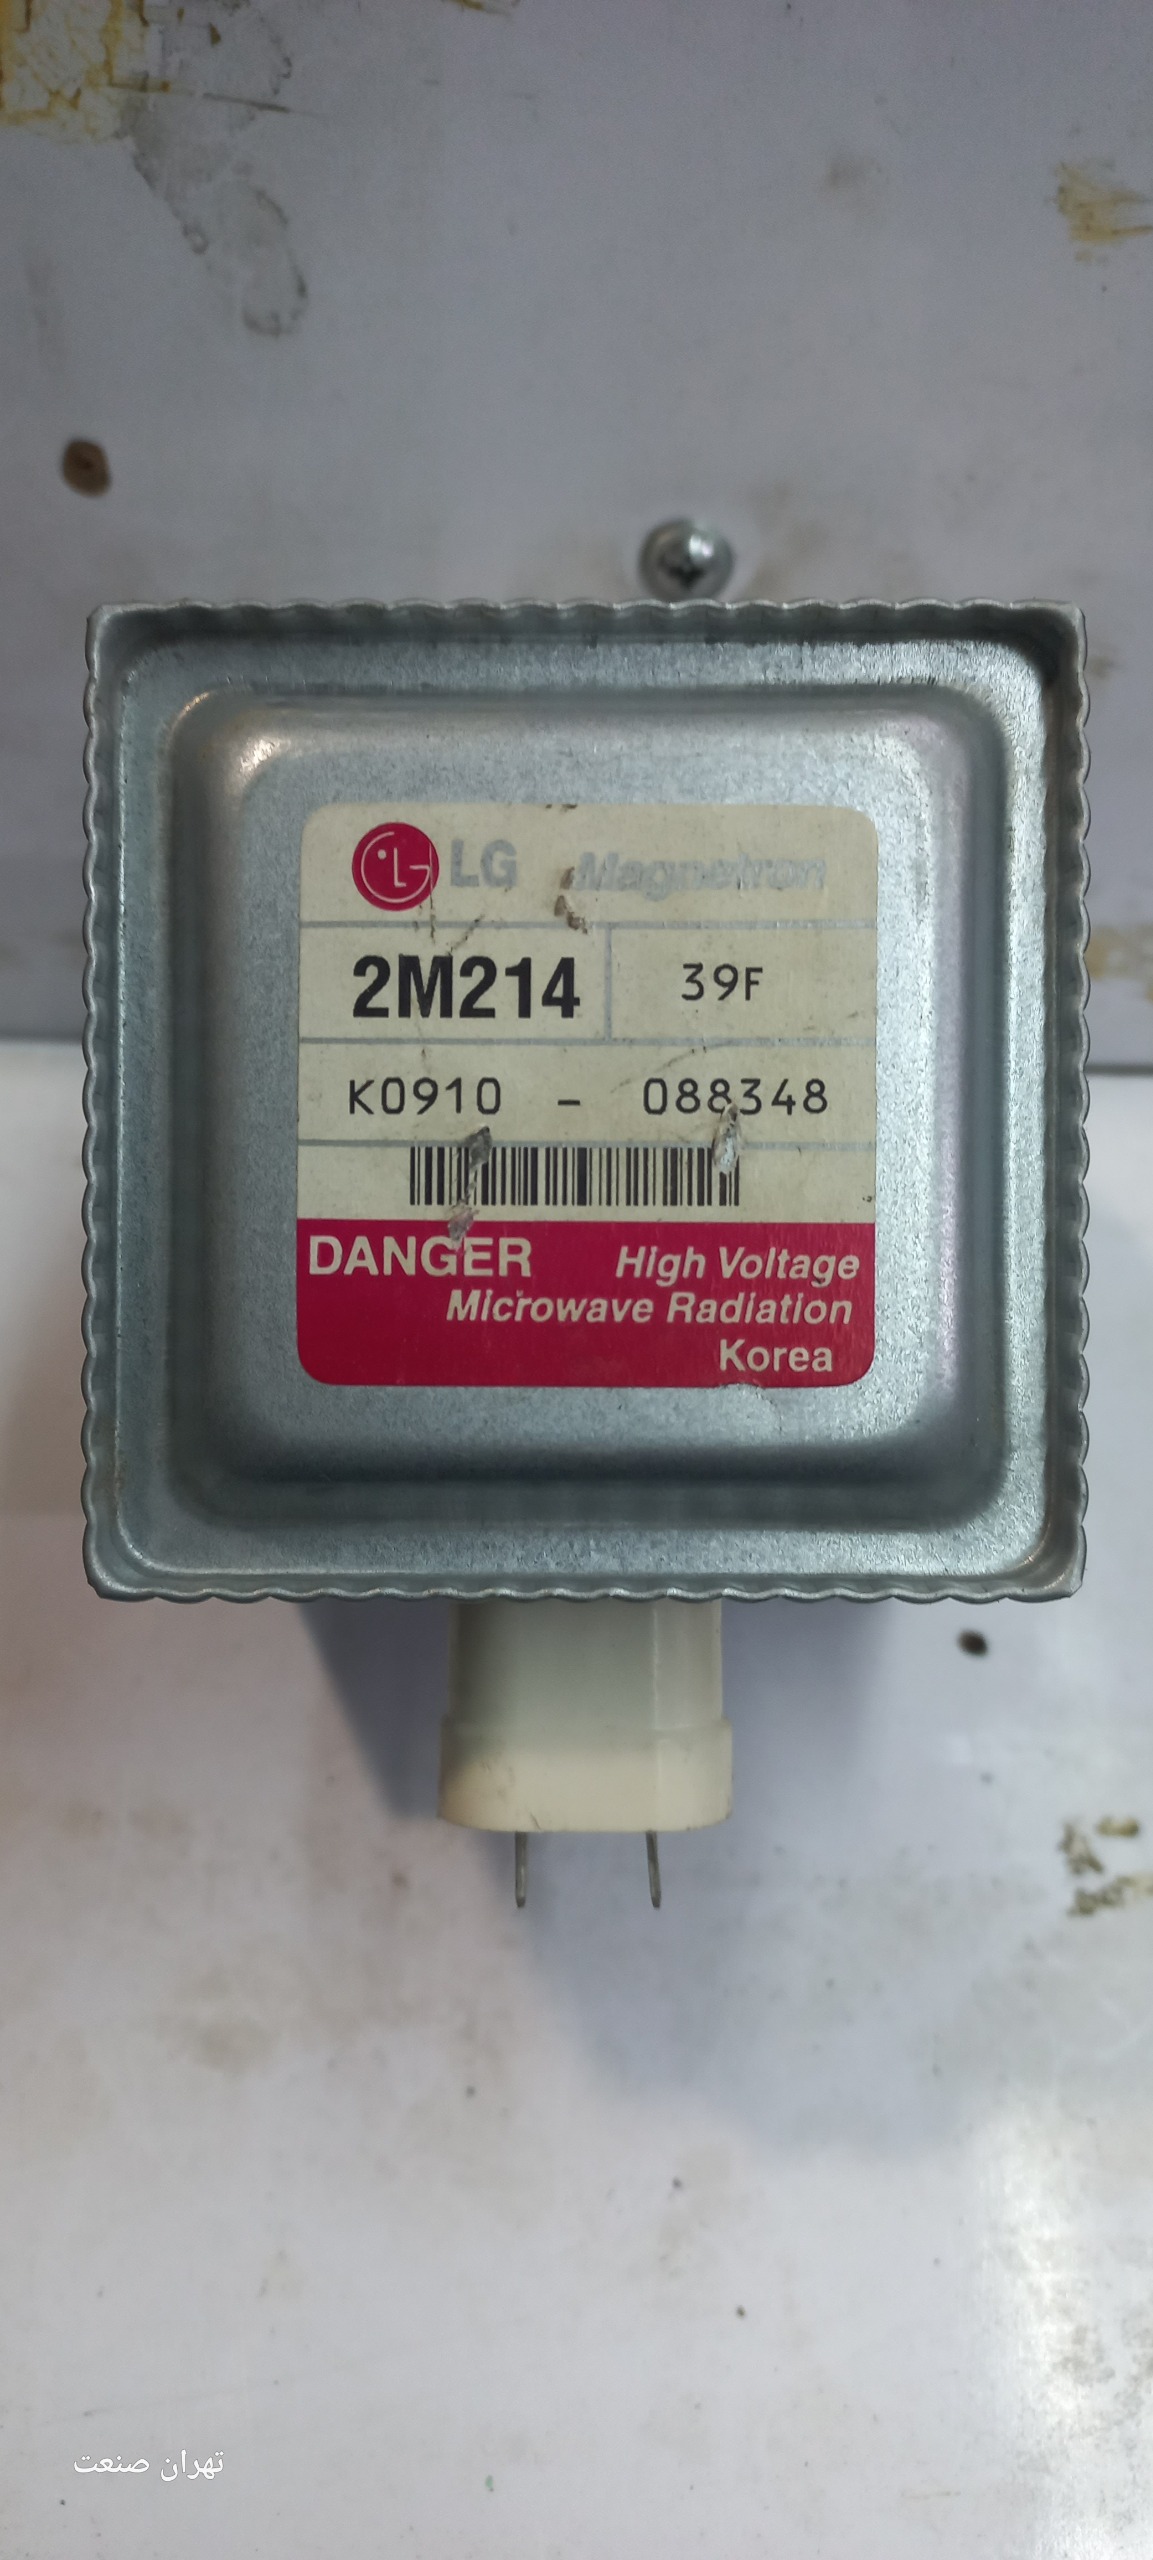 LG Magnetron
2M214 39F
K0910 - 088348
DANGER High Voltage
Microwave Radiation
Korea
تهران صنعت